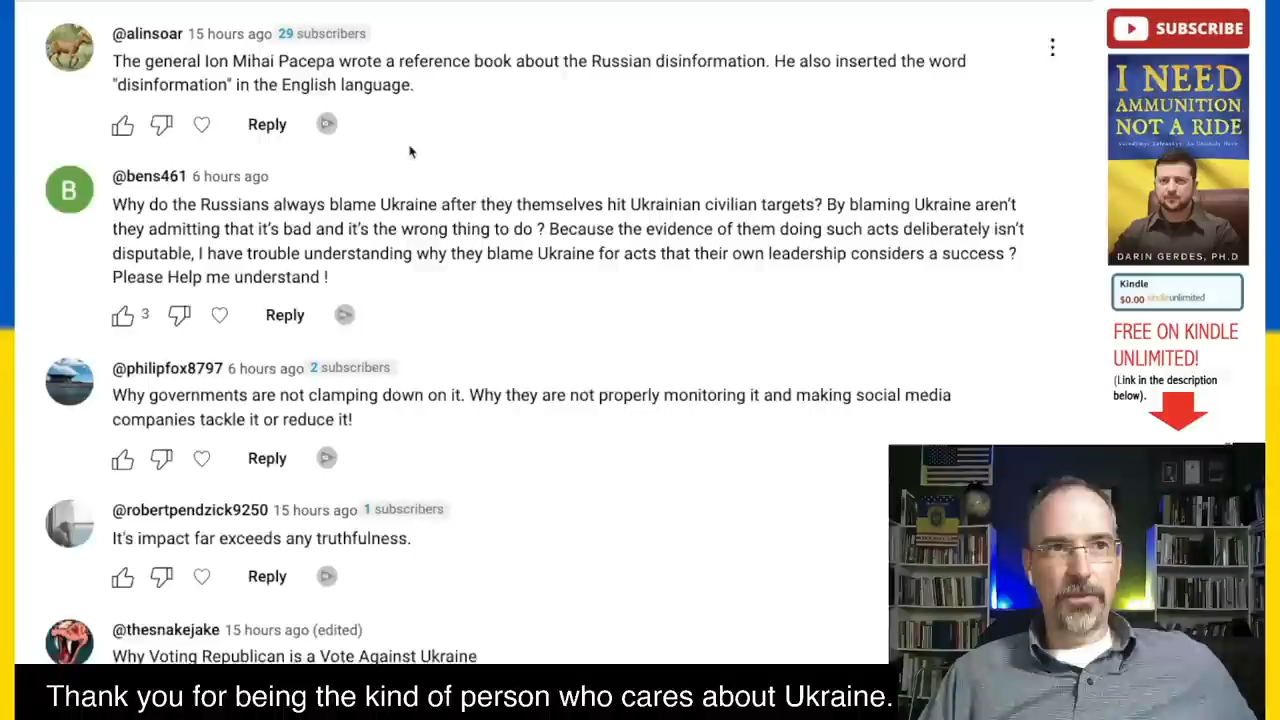 @alinsoar 15 hours ago 29 subscribers
The general Ion Mihai Pacepa wrote a reference book about the Russian disinformation. He also inserted the word
"disinformation" in the English language.
Reply
B
@bens461 6 hours ago
Why do the Russians always blame Ukraine after they themselves hit Ukrainian civilian targets? By blaming Ukraine aren't
they admitting that it's bad and it's the wrong thing to do ? Because the evidence of them doing such acts deliberately isn't
disputable, I have trouble understanding why they blame Ukraine for acts that their own leadership considers a success ?
Please Help me understand !
3 Reply
@philipfox8797 6 hours ago 2 subscribers
Why governments are not clamping down on it. Why they are not properly monitoring it and making social media
companies tackle it or reduce it!
Reply
@robertpendzick9250 15 hours ago 1 subscribers
It's impact far exceeds any truthfulness.
Reply
@thesnakejake 15 hours ago (edited)
Why Voting Republican is a Vote Against Ukraine
SUBSCRIBE
I NEED
AMMUNITION
NOT A RIDE
DARIN GERDES, PH.D
Kindle
$0.00 kindleunlimited
FREE ON KINDLE
UNLIMITED!
(Link in the description
below).
Thank you for being the kind of person who cares about Ukraine.